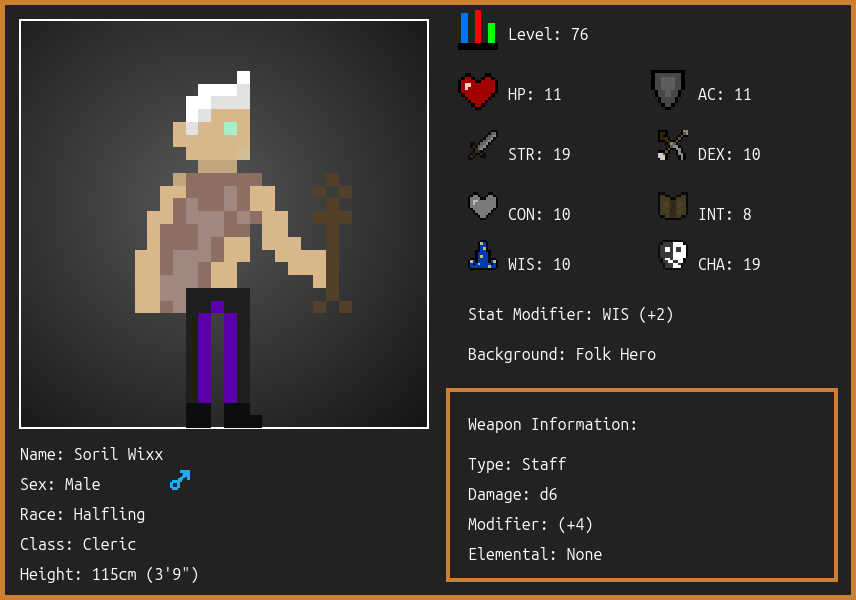 Level: 76
HP: 11
AC: 11
STR: 19
DEX: 10
CON: 10
INT: 8
WIS: 10
CHA: 19
Stat Modifier: WIS (+2)
Background: Folk Hero
Weapon Information:
Type: Staff
Damage: d6
Modifier: (+4)
Elemental: None
Name: Soril Wixx
Sex: Male
Race: Halfling
Class: Cleric
Height: 115cm (3'9")